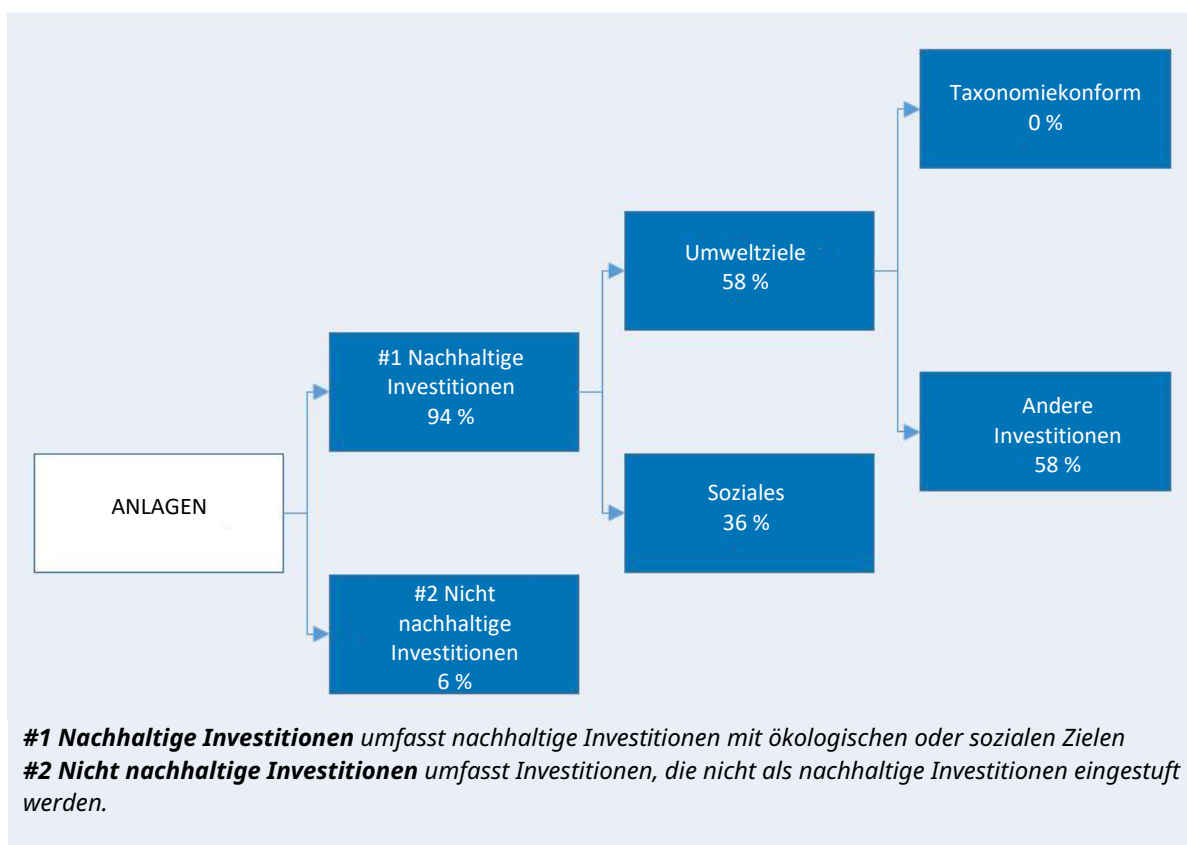 Taxonomiekonform
0 %
Umweltziele
58 %
#1 Nachhaltige
Investitionen
94 %
Andere
Investitionen
58 %
ANLAGEN
Soziales
36 %
#2 Nicht
nachhaltige
Investitionen
6 %
#1 Nachhaltige Investitionen umfasst nachhaltige Investitionen mit ökologischen oder sozialen Zielen
#2 Nicht nachhaltige Investitionen umfasst Investitionen, die nicht als nachhaltige Investitionen eingestuft
werden.